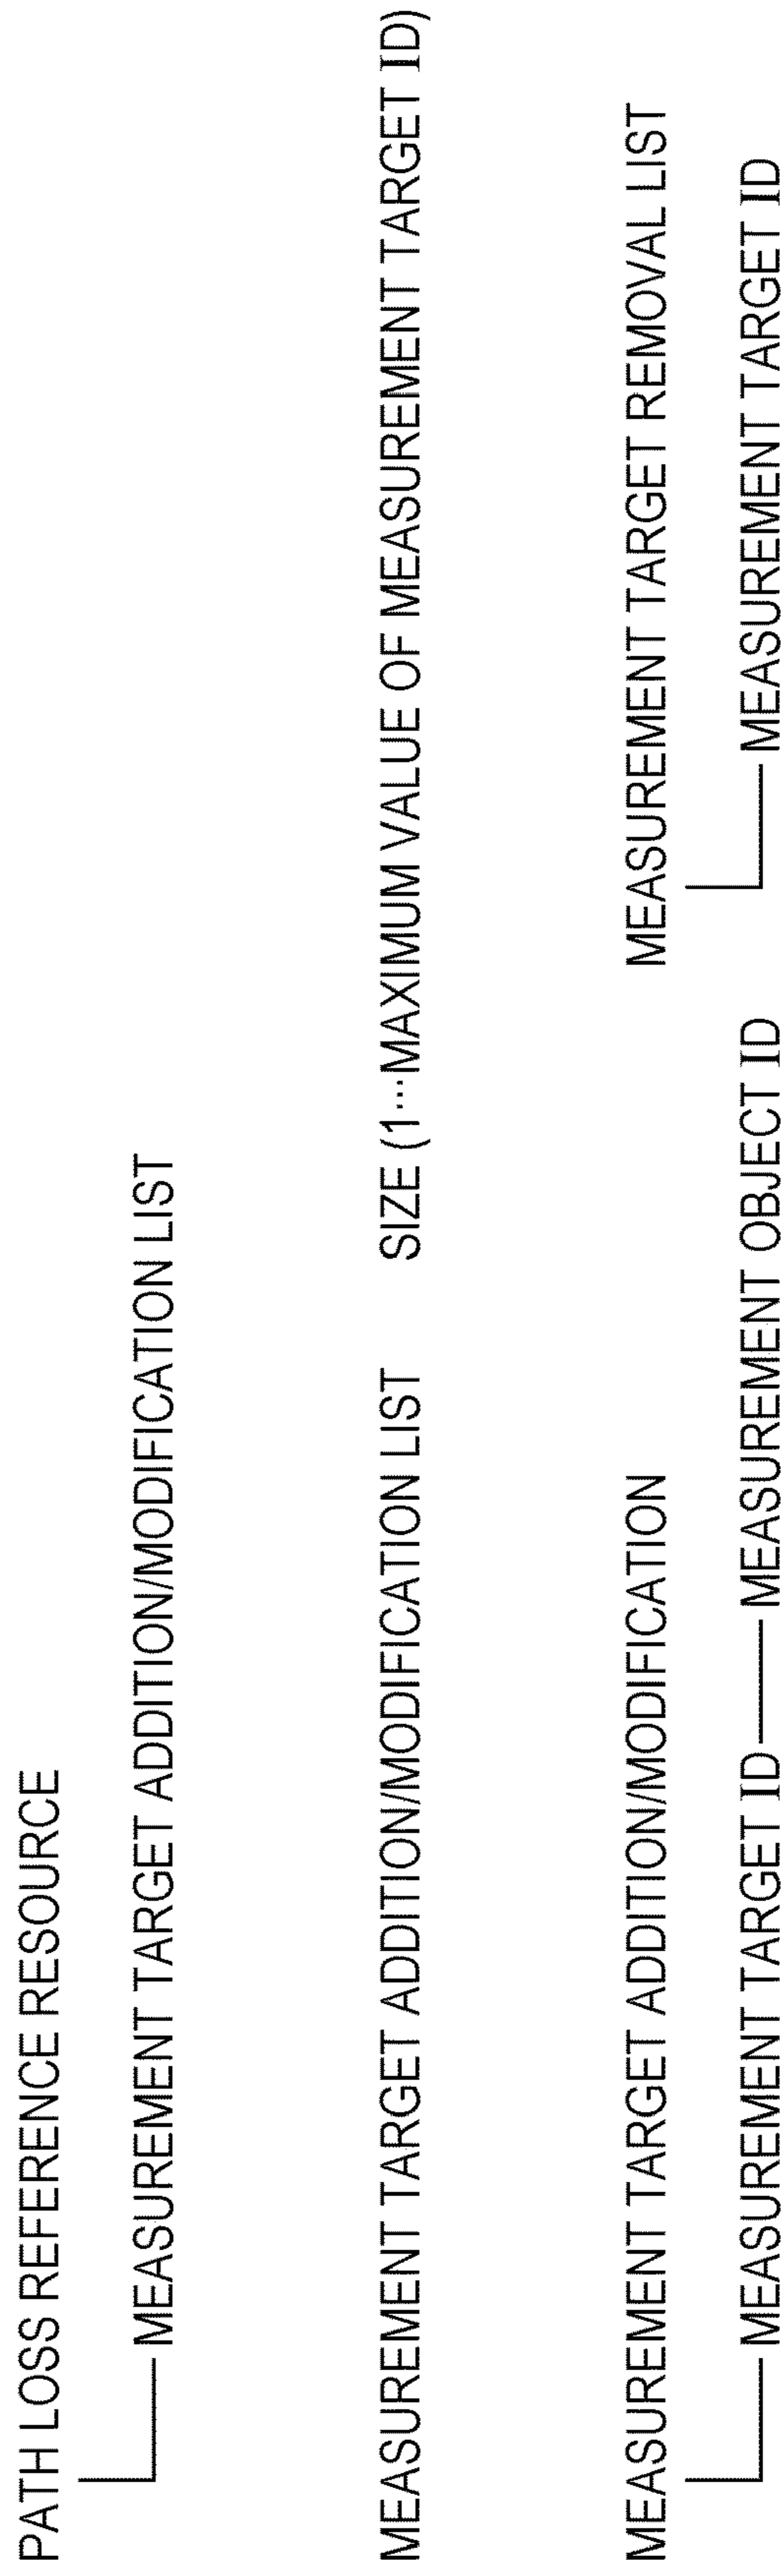 PATH LOSS REFERENCE RESOURCE
MEASUREMENT TARGET ADDITION/MODIFICATION LIST
MEASUREMENT TARGET ADDITION/MODIFICATION LIST SIZE (1···MAXIMUM VALUE OF MEASUREMENT TARGET ID)
MEASUREMENT TARGET ADDITION/MODIFICATION MEASUREMENT TARGET REMOVAL LIST
MEASUREMENT TARGET ID MEASUREMENT OBJECT ID MEASUREMENT TARGET ID